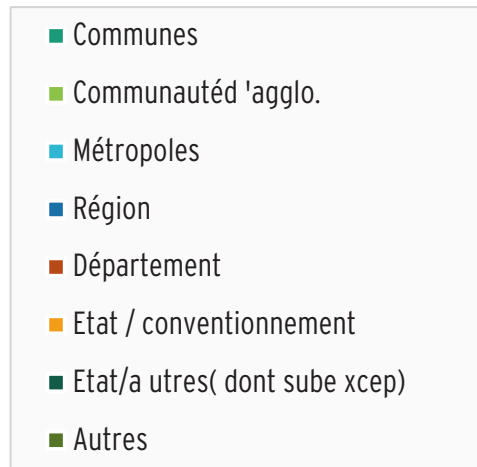 Communes
Communautéd 'agglo.
Métropoles
Région
Département
Etat / conventionnement
Etat/a utres( dont sube xcep)
Autres